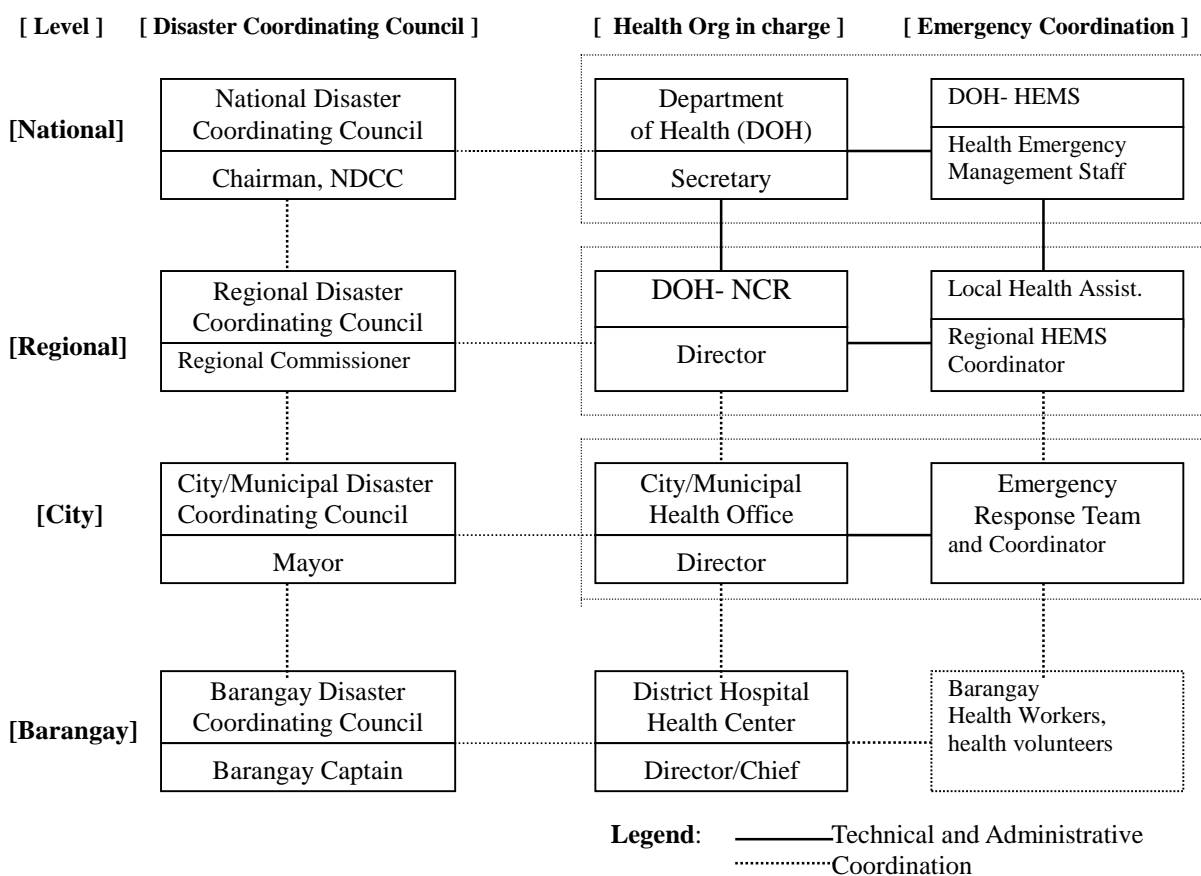 [ Level ] [ Disaster Coordinating Council ] [ Health Org in charge ] [ Emergency Coordination ]
[National]
National Disaster
Coordinating Council
Chairman, NDCC
Department
of Health (DOH)
Secretary
DOH- HEMS
Health Emergency
Management Staff
[Regional]
Regional Disaster
Coordinating Council
Regional Commissioner
DOH- NCR
Director
Local Health Assist.
Regional HEMS
Coordinator
[City]
City/Municipal Disaster
Coordinating Council
Mayor
City/Municipal
Health Office
Director
Emergency
Response Team
and Coordinator
[Barangay]
Barangay Disaster
Coordinating Council
Barangay Captain
District Hospital
Health Center
Director/Chief
Barangay
Health Workers,
health volunteers
Legend: Technical and Administrative
Coordination